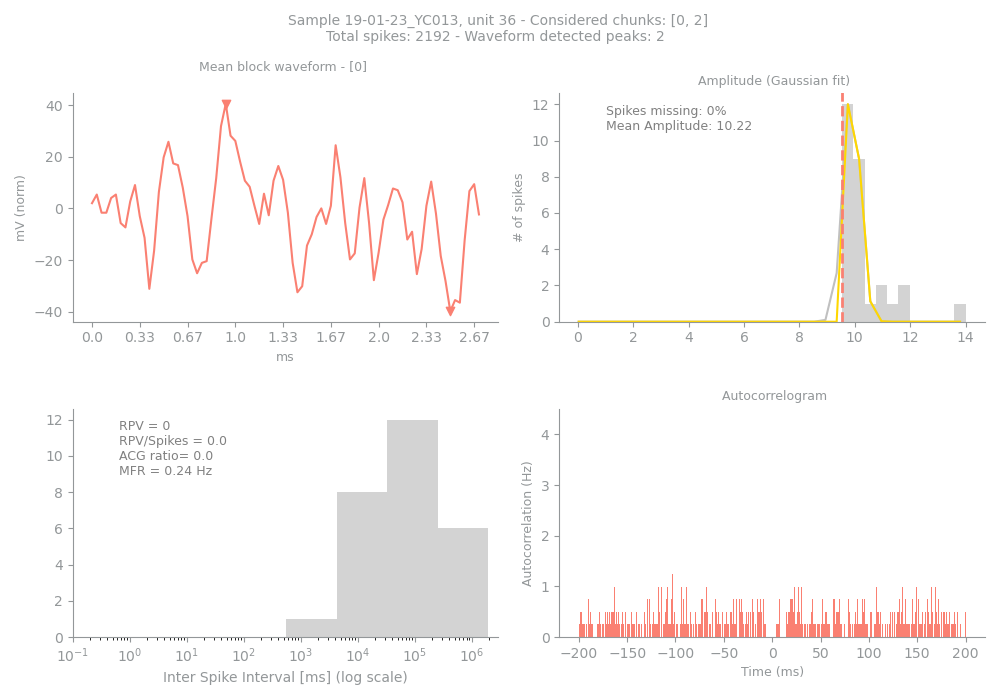 Sample 19-01-23_YC013, unit 36 - Considered chunks: [0, 2]
Total spikes: 2192 - Waveform detected peaks: 2
Mean block waveform - [0]
40
20
0
−20
−40
mV (norm)
0.0 0.33 0.67 1.0 1.33 1.67 2.0 2.33 2.67
ms
Amplitude (Gaussian fit)
Spikes missing: 0%
Mean Amplitude: 10.22
12
10
8
6
4
2
0
# of spikes
0 2 4 6 8 10 12 14
RPV = 0
RPV/Spikes = 0.0
ACG ratio= 0.0
MFR = 0.24 Hz
12
10
8
6
4
2
0
10⁻¹ 10⁰ 10¹ 10² 10³ 10⁴ 10⁵ 10⁶
Inter Spike Interval [ms] (log scale)
Autocorrelogram
4
3
2
1
0
Autocorrelation (Hz)
−200 −150 −100 −50 0 50 100 150 200
Time (ms)